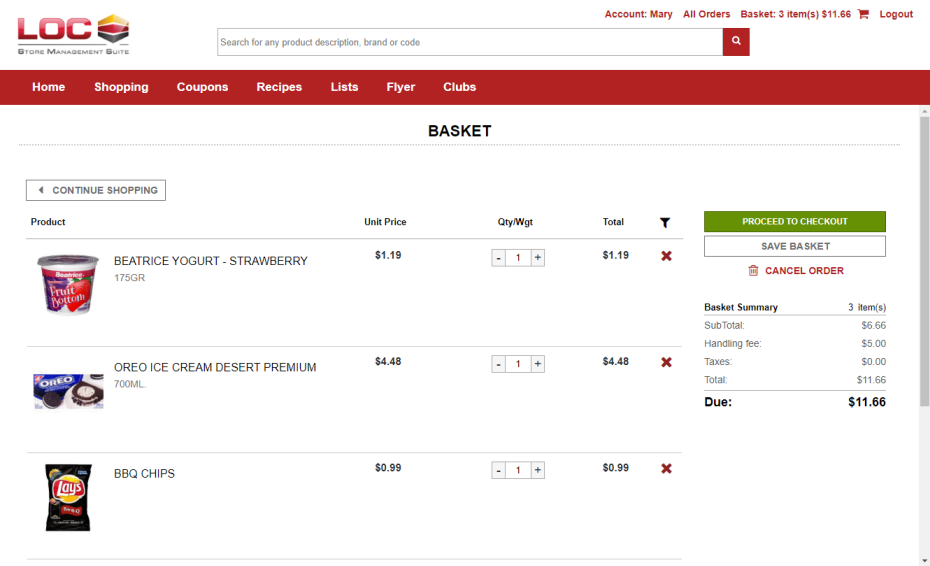 LOC
STORE MANAGEMENT SUITE
Account: Mary All Orders Basket: 3 item(s) $11.66 Logout
Search for any product description, brand or code
Home Shopping Coupons Recipes Lists Flyer Clubs
BASKET
CONTINUE SHOPPING
Product Unit Price Qty/Wgt Total
Beatrice
Fruit
Bottom
BEATRICE YOGURT - STRAWBERRY $1.19 - 1 + $1.19
175GR
OREO
OREO ICE CREAM DESERT PREMIUM $4.48 - 1 + $4.48
700ML.
Lays
Bar-B-Q
BBQ CHIPS $0.99 - 1 + $0.99
PROCEED TO CHECKOUT
SAVE BASKET
CANCEL ORDER
Basket Summary 3 item(s)
SubTotal: $6.66
Handling fee: $5.00
Taxes: $0.00
Total: $11.66
Due: $11.66